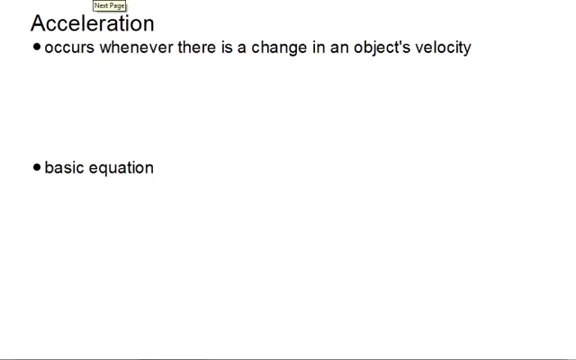 Next Page
Acceleration
•occurs whenever there is a change in an object's velocity
•basic equation